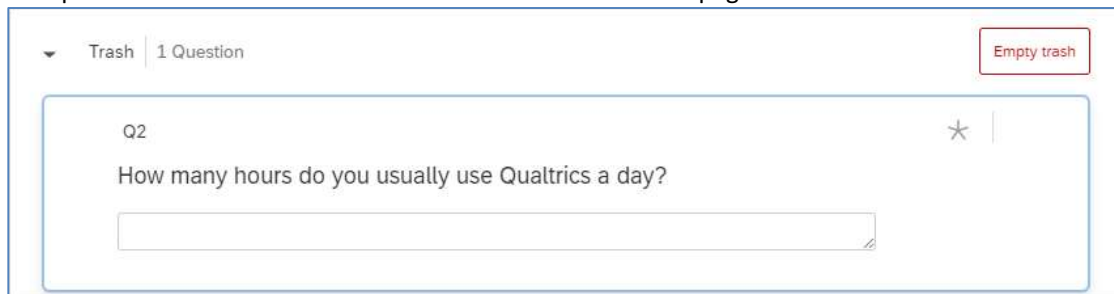 Trash 1 Question Empty trash
Q2
How many hours do you usually use Qualtrics a day?